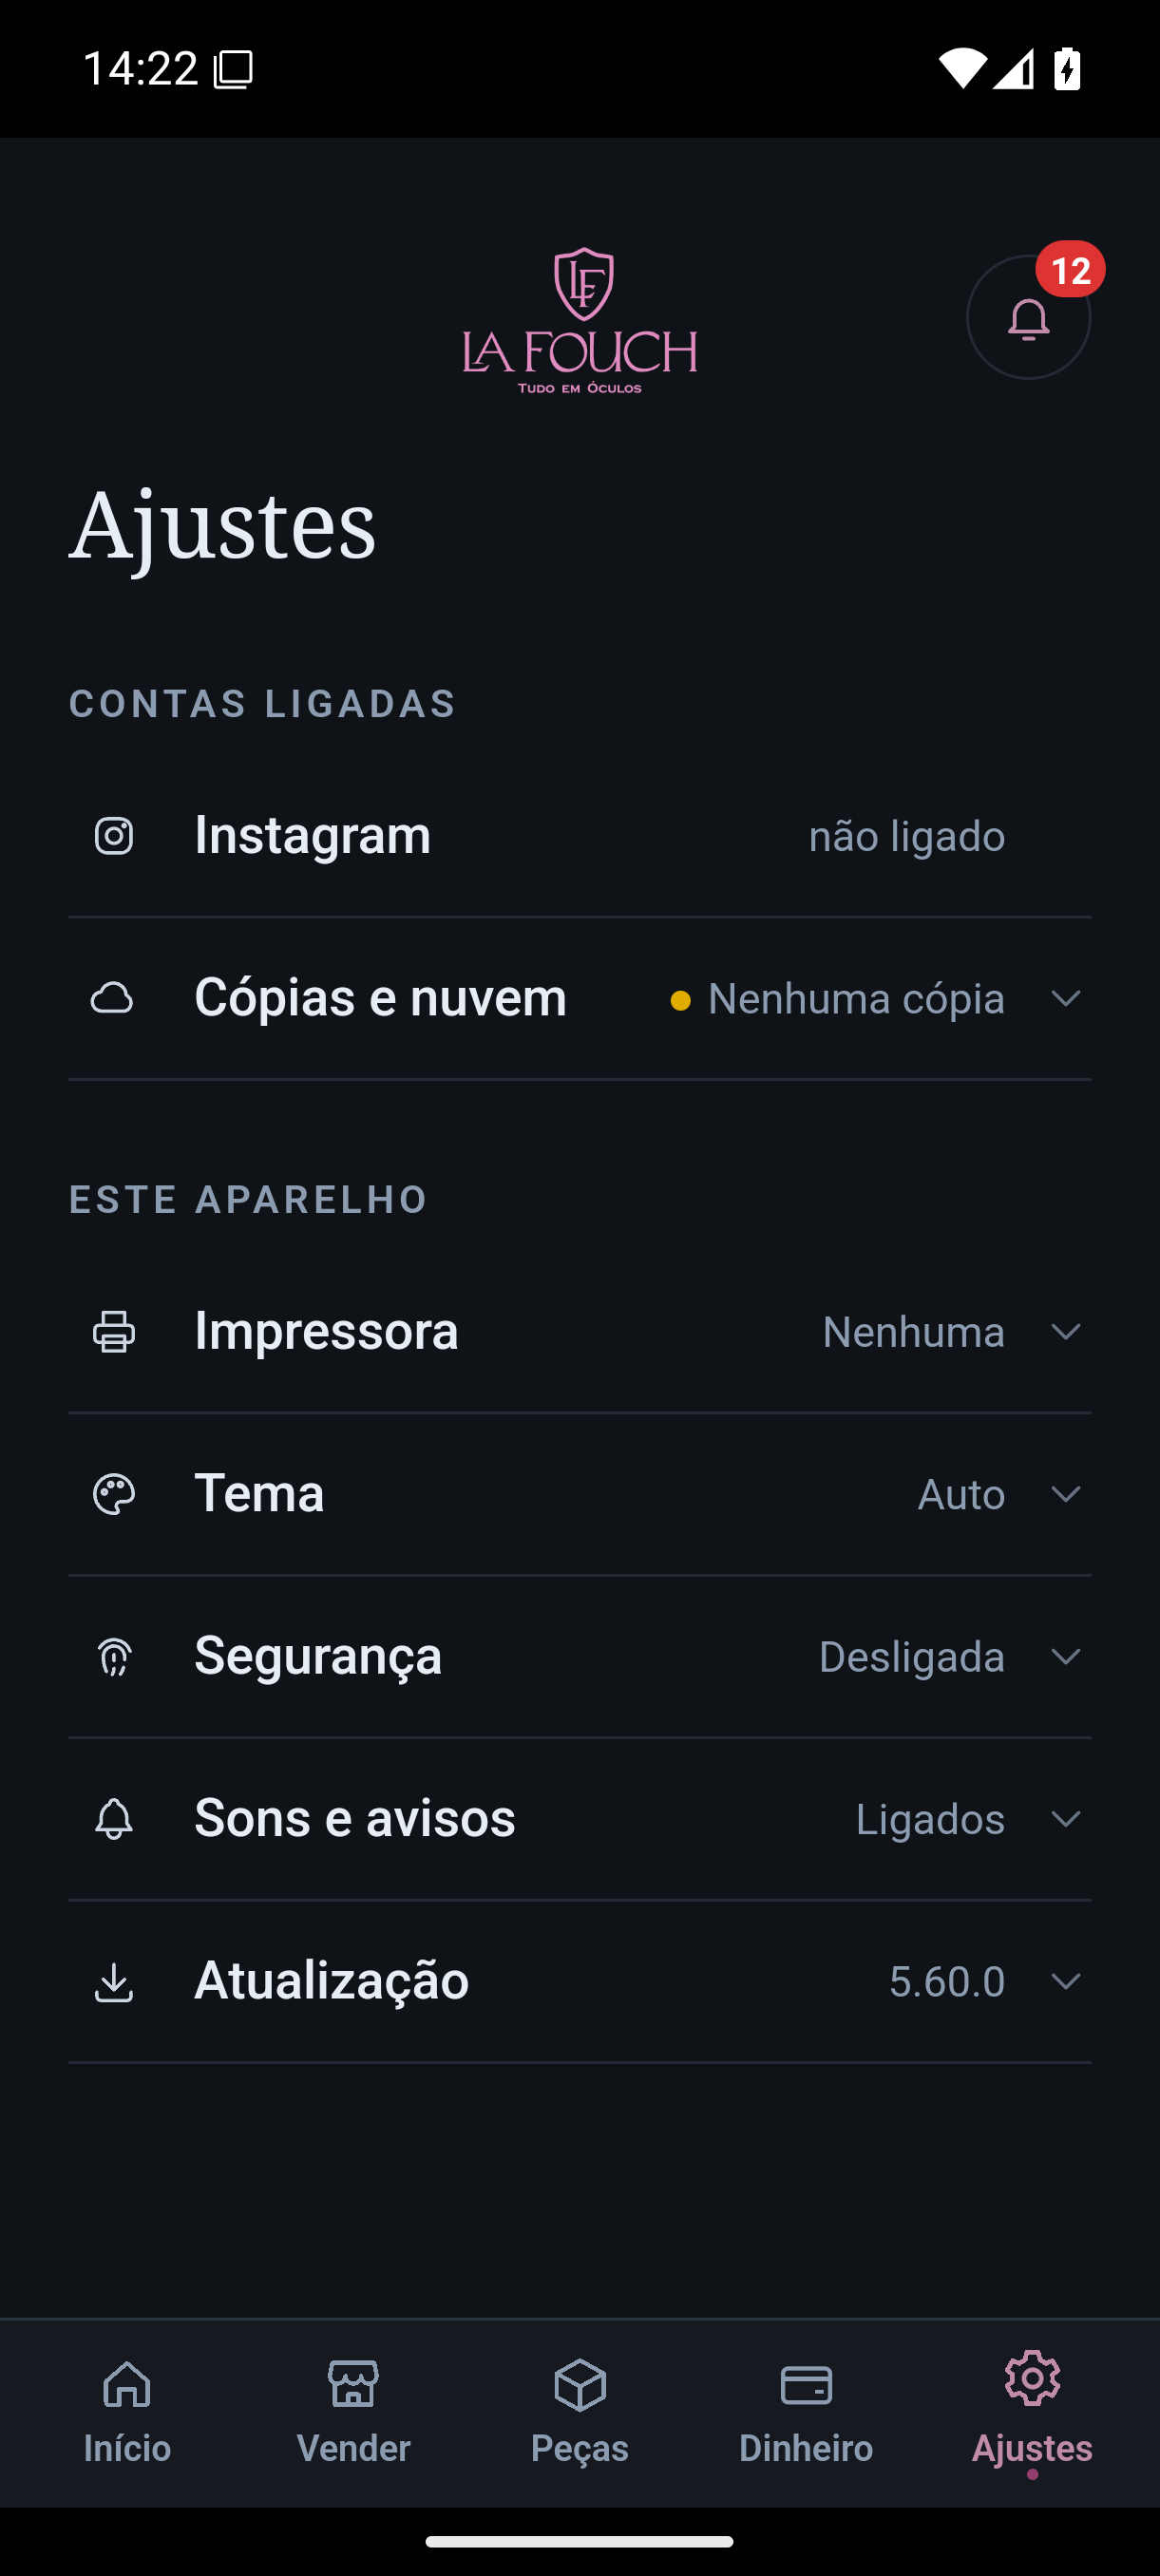 14:22
12
LF
LA FOUCH
TUDO EM ÓCULOS
Ajustes
CONTAS LIGADAS
Instagram não ligado
Cópias e nuvem Nenhuma cópia
ESTE APARELHO
Impressora Nenhuma
Tema Auto
Segurança Desligada
Sons e avisos Ligados
Atualização 5.60.0
Início Vender Peças Dinheiro Ajustes